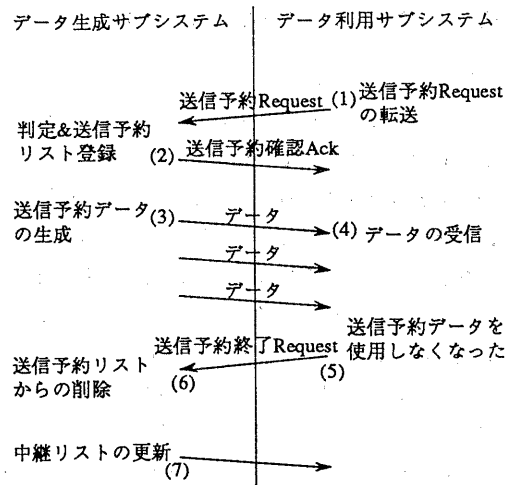 データ生成サブシステム
データ利用サブシステム
送信予約Request
(1)
送信予約Request
の転送
判定&送信予約
リスト登録
(2)
送信予約確認Ack
送信予約データ
の生成
(3)
データ
(4)
データの受信
データ
データ
送信予約終了Request
送信予約データを
使用しなくなった
(5)
送信予約リスト
からの削除
(6)
中継リストの更新
(7)